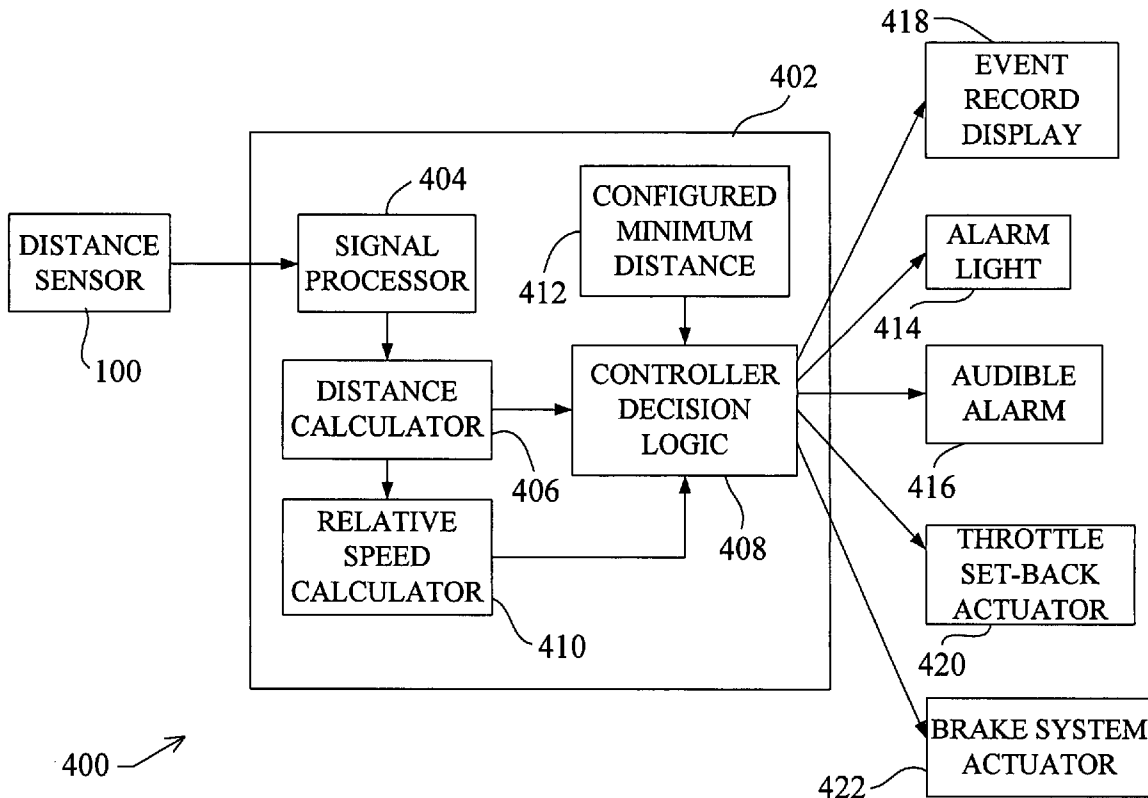 418
EVENT
RECORD
DISPLAY
402
404
DISTANCE
SENSOR
100
SIGNAL
PROCESSOR
CONFIGURED
MINIMUM
DISTANCE
412
ALARM
LIGHT
414
DISTANCE
CALCULATOR
406
CONTROLLER
DECISION
LOGIC
408
AUDIBLE
ALARM
416
RELATIVE
SPEED
CALCULATOR
410
THROTTLE
SET-BACK
ACTUATOR
420
BRAKE SYSTEM
ACTUATOR
422
400